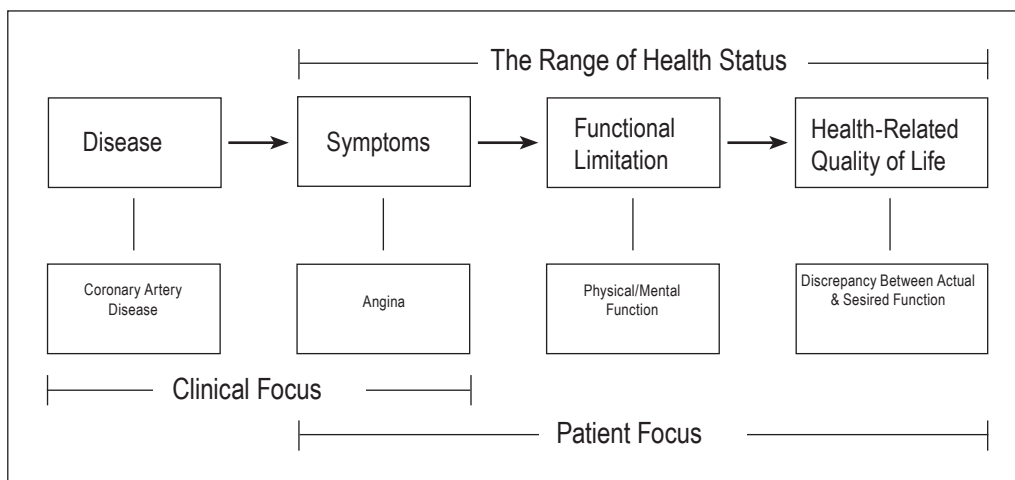 The Range of Health Status
Disease
Symptoms
Functional
Limitation
Health-Related
Quality of Life
Coronary Artery
Disease
Angina
Physical/Mental
Function
Discrepancy Between Actual
& Sesired Function
Clinical Focus
Patient Focus